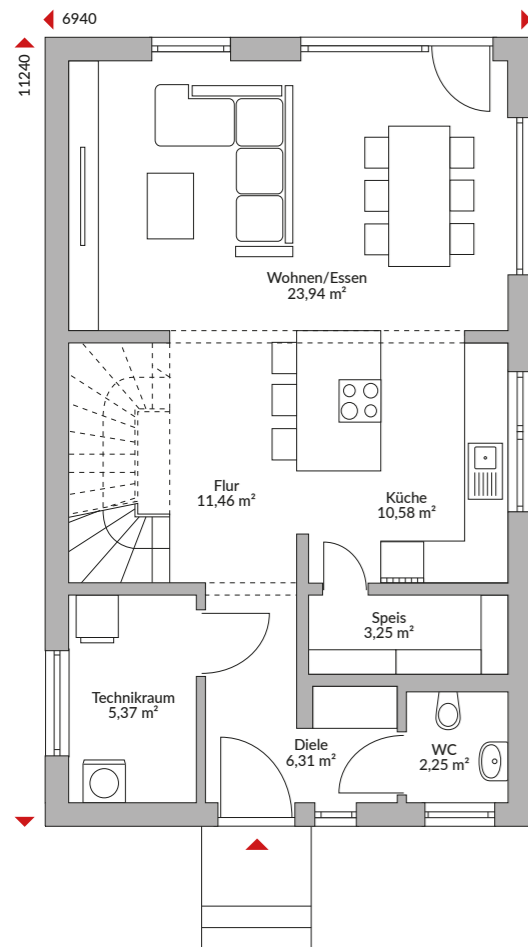 6940
11240
Wohnen/Essen
23,94 m²
Flur
11,46 m²
Küche
10,58 m²
Speis
3,25 m²
Technikraum
5,37 m²
Diele
6,31 m²
WC
2,25 m²